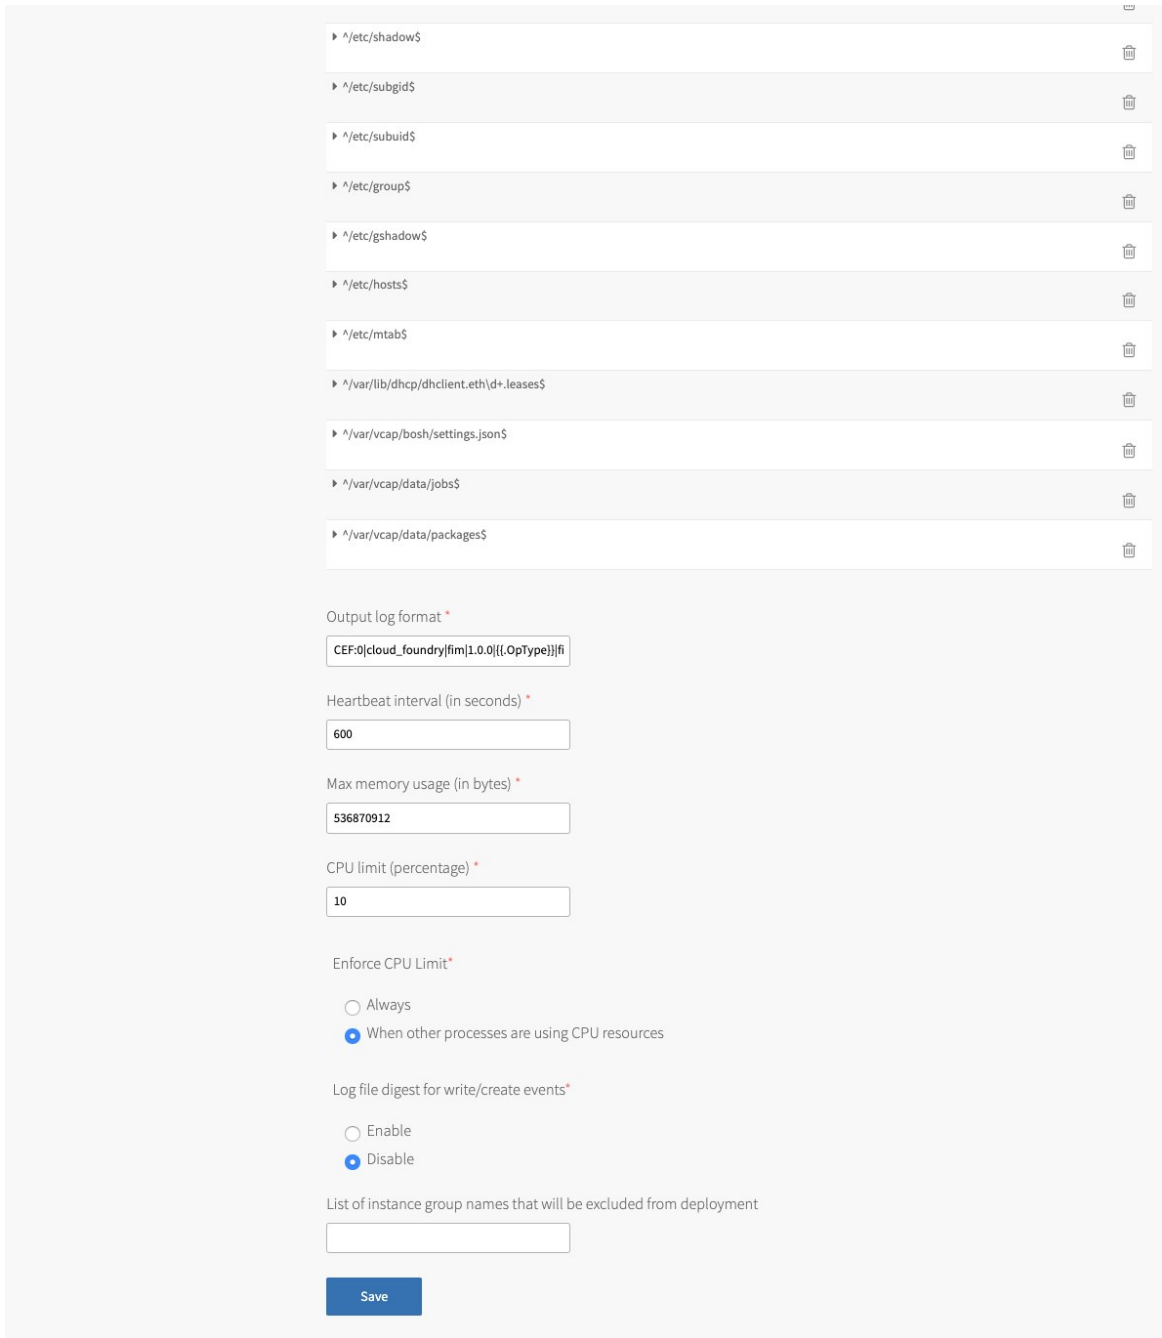 ^/etc/shadow$
^/etc/subgid$
^/etc/subuid$
^/etc/group$
^/etc/gshadow$
^/etc/hosts$
^/etc/mtab$
^/var/lib/dhcp/dhclient.eth\d+.leases$
^/var/vcap/bosh/settings.json$
^/var/vcap/data/jobs$
^/var/vcap/data/packages$
Output log format *
CEF:0|cloud_foundry|fim|1.0.0|{{.OpType}}|fi
Heartbeat interval (in seconds) *
600
Max memory usage (in bytes) *
536870912
CPU limit (percentage) *
10
Enforce CPU Limit*
Always
When other processes are using CPU resources
Log file digest for write/create events*
Enable
Disable
List of instance group names that will be excluded from deployment
Save